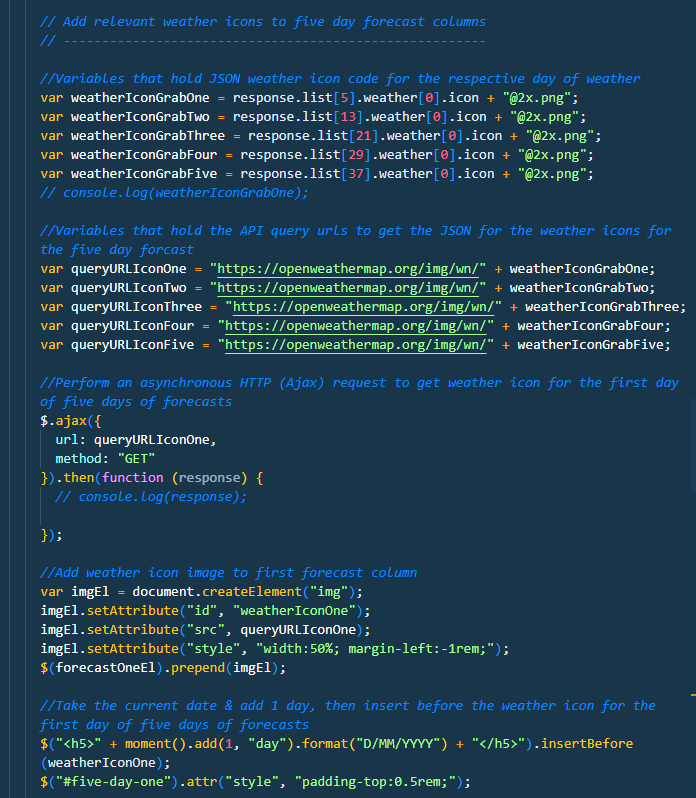 // Add relevant weather icons to five day forecast columns
// -------------------------------------------------------
//Variables that hold JSON weather icon code for the respective day of weather
var weatherIconGrabOne = response.list[5].weather[0].icon + "@2x.png";
var weatherIconGrabTwo = response.list[13].weather[0].icon + "@2x.png";
var weatherIconGrabThree = response.list[21].weather[0].icon + "@2x.png";
var weatherIconGrabFour = response.list[29].weather[0].icon + "@2x.png";
var weatherIconGrabFive = response.list[37].weather[0].icon + "@2x.png";
// console.log(weatherIconGrabOne);
//Variables that hold the API query urls to get the JSON for the weather icons for
the five day forcast
var queryURLIconOne = "https://openweathermap.org/img/wn/" + weatherIconGrabOne;
var queryURLIconTwo = "https://openweathermap.org/img/wn/" + weatherIconGrabTwo;
var queryURLIconThree = "https://openweathermap.org/img/wn/" + weatherIconGrabThree;
var queryURLIconFour = "https://openweathermap.org/img/wn/" + weatherIconGrabFour;
var queryURLIconFive = "https://openweathermap.org/img/wn/" + weatherIconGrabFive;
//Perform an asynchronous HTTP (Ajax) request to get weather icon for the first day
of five days of forecasts
$.ajax({
url: queryURLIconOne,
method: "GET"
}).then(function (response) {
// console.log(response);
});
//Add weather icon image to first forecast column
var imgEl = document.createElement("img");
imgEl.setAttribute("id", "weatherIconOne");
imgEl.setAttribute("src", queryURLIconOne);
imgEl.setAttribute("style", "width:50%; margin-left:-1rem;");
$(forecastOneEl).prepend(imgEl);
//Take the current date & add 1 day, then insert before the weather icon for the
first day of five days of forecasts
$("<h5>" + moment().add(1, "day").format("D/MM/YYYY") + "</h5>").insertBefore
(weatherIconOne);
$("#five-day-one").attr("style", "padding-top:0.5rem;");